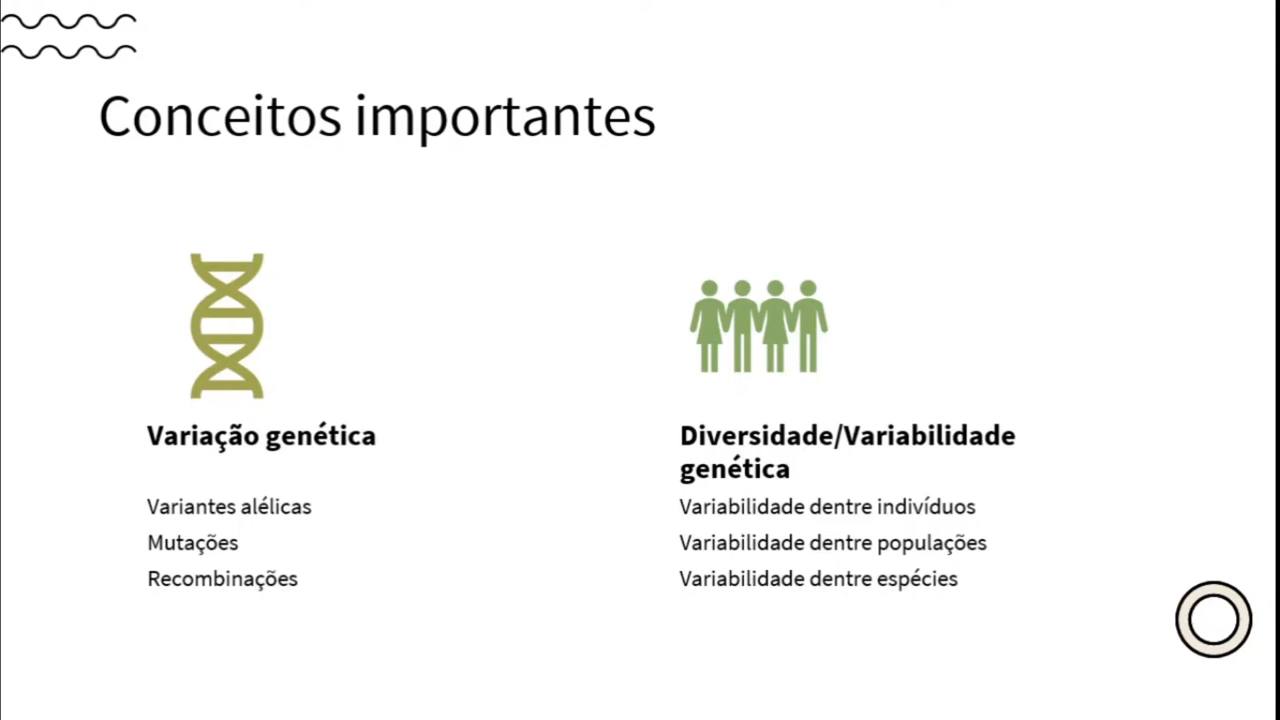 Conceitos importantes
Variação genética
Variantes alélicas
Mutações
Recombinações
Diversidade/Variabilidade
genética
Variabilidade dentre indivíduos
Variabilidade dentre populações
Variabilidade dentre espécies